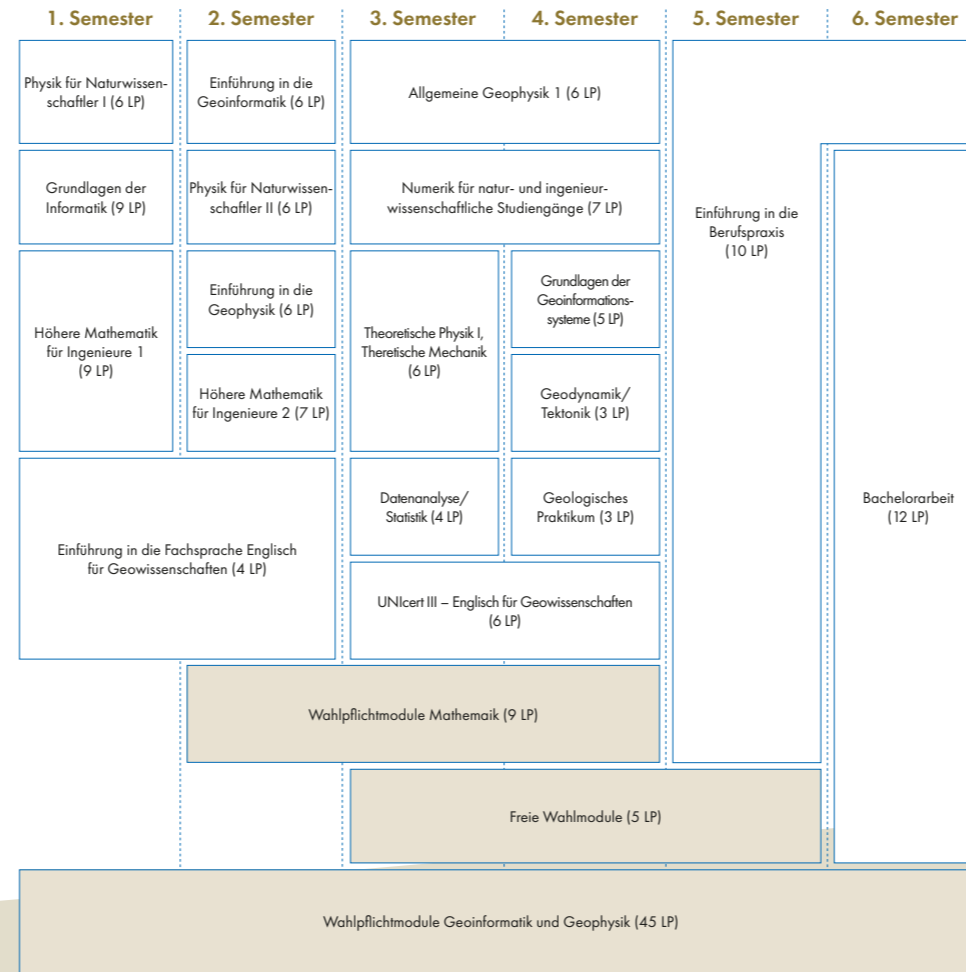 1. Semester
2. Semester
3. Semester
4. Semester
5. Semester
6. Semester
Physik für Naturwissen-
schaftler I (6 LP)
Einführung in die
Geoinformatik (6 LP)
Allgemeine Geophysik 1 (6 LP)
Grundlagen der
Informatik (9 LP)
Physik für Naturwissen-
schaftler II (6 LP)
Numerik für natur- und ingenieur-
wissenschaftliche Studiengänge (7 LP)
Einführung in die
Berufspraxis
(10 LP)
Höhere Mathematik
für Ingenieure 1
(9 LP)
Einführung in die
Geophysik (6 LP)
Theoretische Physik I,
Theretische Mechanik
(6 LP)
Grundlagen der
Geoinformations-
systeme (5 LP)
Höhere Mathematik
für Ingenieure 2 (7 LP)
Geodynamik/
Tektonik (3 LP)
Einführung in die Fachsprache Englisch
für Geowissenschaften (4 LP)
Datenanalyse/
Statistik (4 LP)
Geologisches
Praktikum (3 LP)
Bachelorarbeit
(12 LP)
UNIcert III – Englisch für Geowissenschaften
(6 LP)
Wahlpflichtmodule Mathemaik (9 LP)
Freie Wahlmodule (5 LP)
Wahlpflichtmodule Geoinformatik und Geophysik (45 LP)